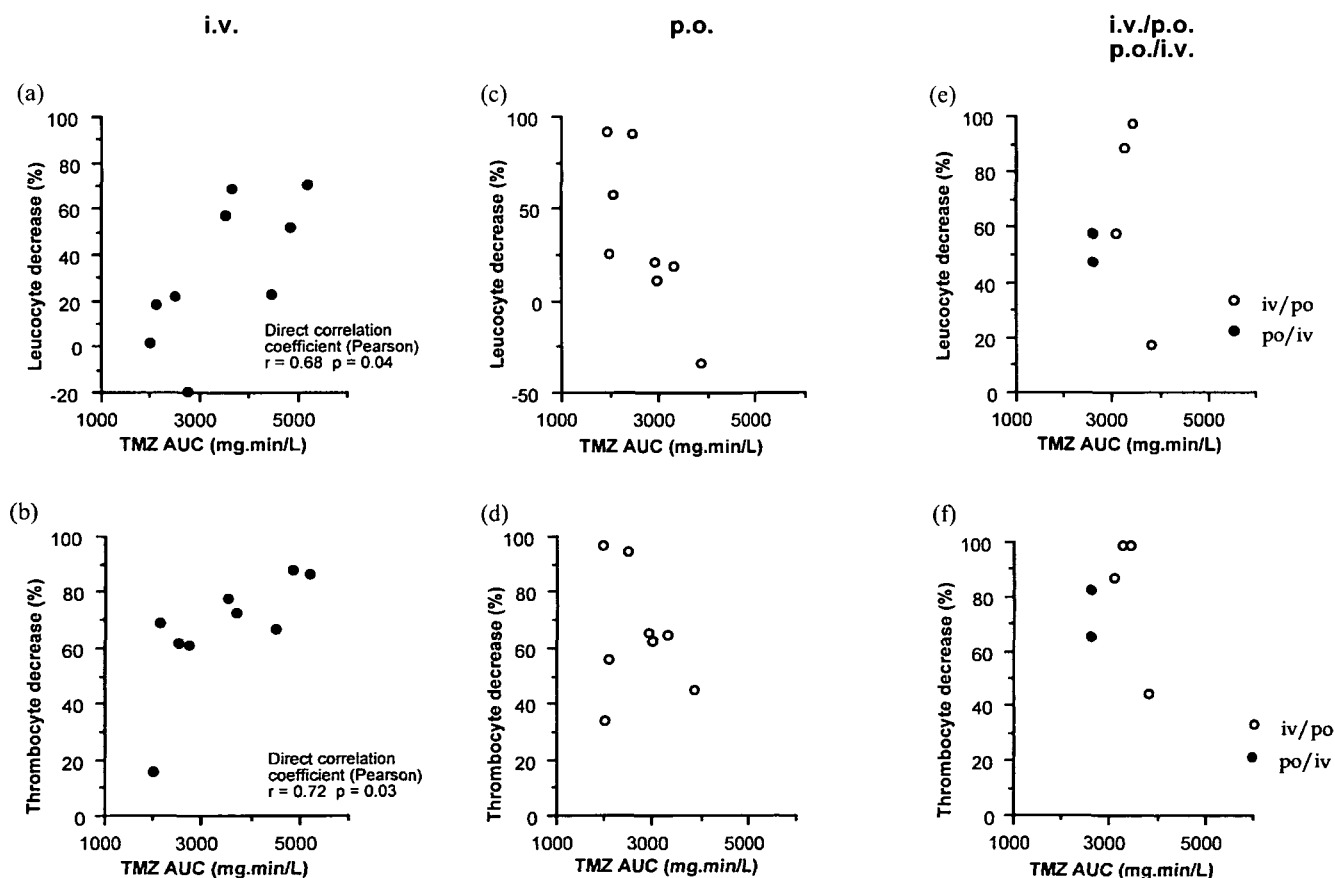 i.v.
p.o.
i.v./p.o.
p.o./i.v.
(a)
Leucocyte decrease (%)
100
80
60
40
20
0
-20
Direct correlation
coefficient (Pearson)
r = 0.68 p = 0.04
1000 3000 5000
TMZ AUC (mg.min/L)
(c)
Leucocyte decrease (%)
100
50
0
-50
1000 3000 5000
TMZ AUC (mg.min/L)
(e)
Leucocyte decrease (%)
100
80
60
40
20
0
iv/po
po/iv
1000 3000 5000
TMZ AUC (mg.min/L)
(b)
Thrombocyte decrease (%)
100
80
60
40
20
0
Direct correlation
coefficient (Pearson)
r = 0.72 p = 0.03
1000 3000 5000
TMZ AUC (mg.min/L)
(d)
Thrombocyte decrease (%)
100
80
60
40
20
0
1000 3000 5000
TMZ AUC (mg.min/L)
(f)
Thrombocyte decrease (%)
100
80
60
40
20
0
iv/po
po/iv
1000 3000 5000
TMZ AUC (mg.min/L)